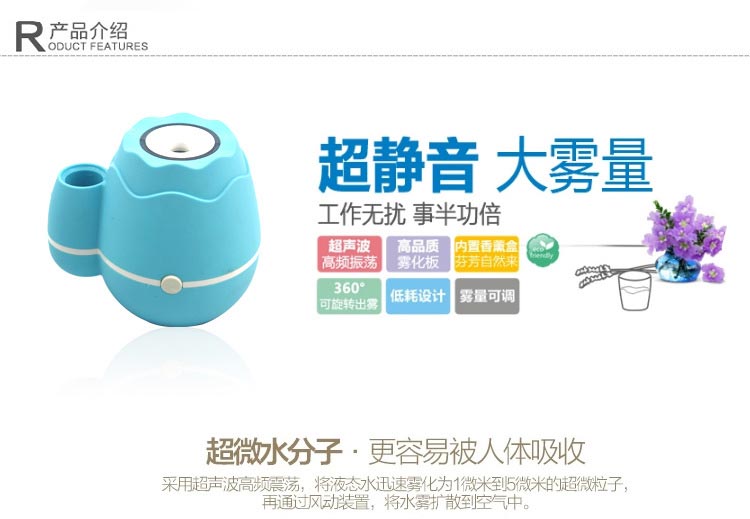 R 产品介绍
ODUCT FEATURES
超静音 大雾量
工作无扰 事半功倍
超声波 高品质 内置香薰盒
高频振荡 雾化板 芬芳自然来
eco
friendly
360°
可旋转出雾 低耗设计 雾量可调
超微水分子·更容易被人体吸收
采用超声波高频震荡，将液态水迅速雾化为1微米到5微米的超微粒子，
再通过风动装置，将水雾扩散到空气中。